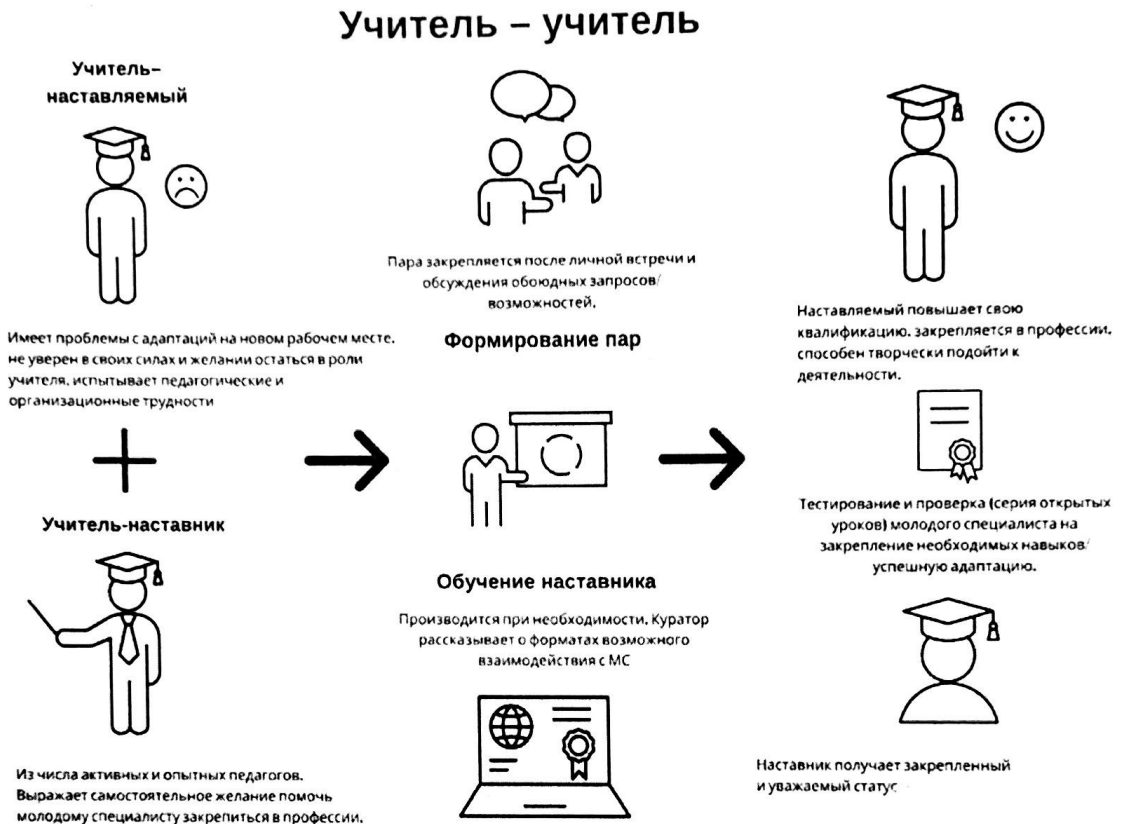 Учитель – учитель
Учитель–
наставляемый
Имеет проблемы с адаптаций на новом рабочем месте.
не уверен в своих силах и желании остаться в роли
учителя. испытывает педагогические и
организационные трудности
Учитель-наставник
Из числа активных и опытных педагогов.
Выражает самостоятельное желание помочь
молодому специалисту закрепиться в профессии.
Пара закрепляется после личной встречи и
обсуждения обоюдных запросов/
возможностей.
Формирование пар
Обучение наставника
Производится при необходимости. Куратор
рассказывает о форматах возможного
взаимодействия с МС
Наставляемый повышает свою
квалификацию. закрепляется в профессии.
способен творчески подойти к
деятельности.
Тестирование и проверка (серия открытых
уроков) молодого специалиста на
закрепление необходимых навыков/
успешную адаптацию.
Наставник получает закрепленный
и уважаемый статус